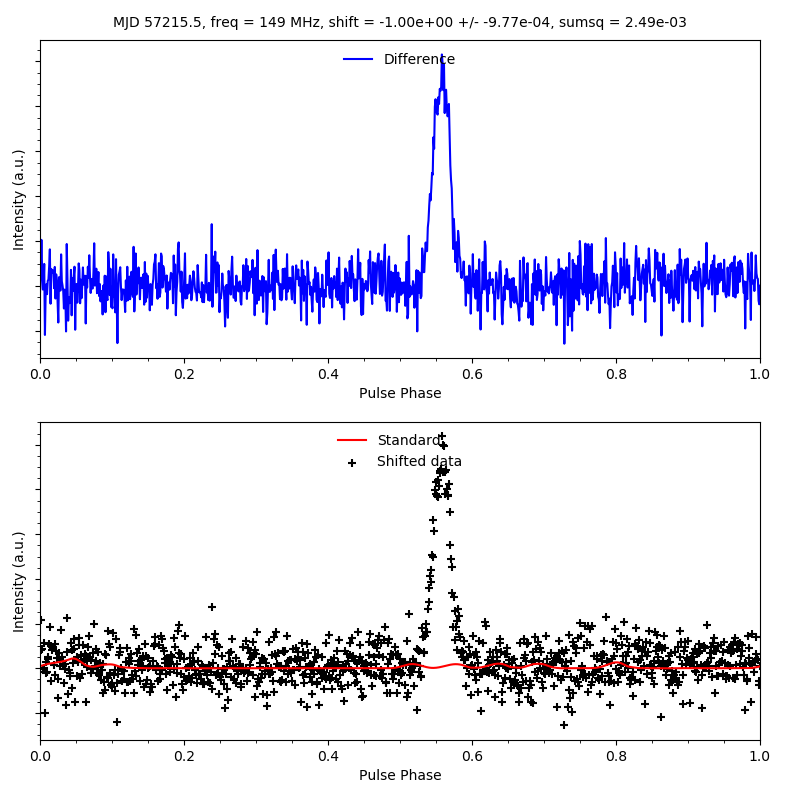 MJD 57215.5, freq = 149 MHz, shift = -1.00e+00 +/- -9.77e-04, sumsq = 2.49e-03
Difference
Intensity (a.u.)
0.0 0.2 0.4 0.6 0.8 1.0
Pulse Phase
Standard
Shifted data
Intensity (a.u.)
0.0 0.2 0.4 0.6 0.8 1.0
Pulse Phase